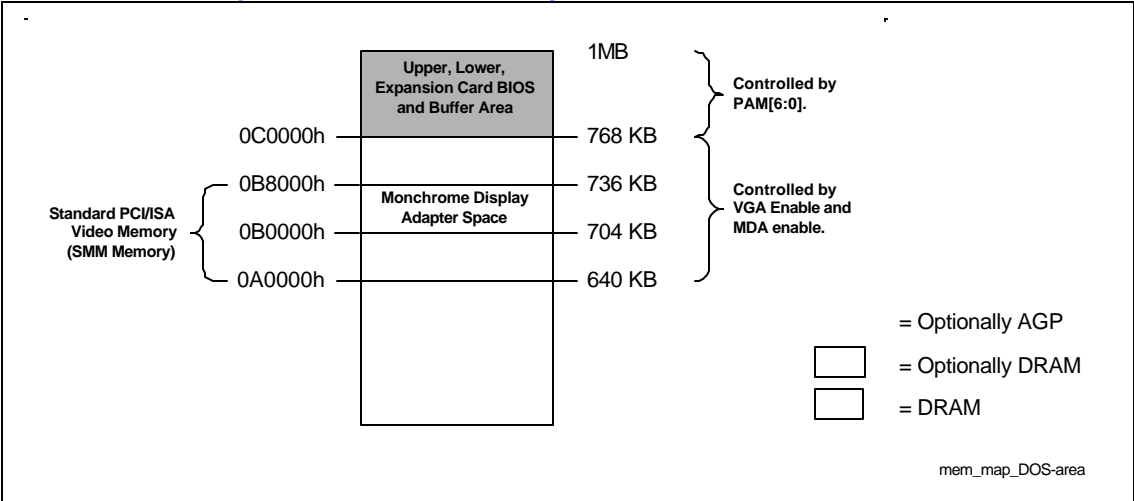 1MB
Upper, Lower,
Expansion Card BIOS
and Buffer Area
Controlled by
PAM[6:0].
0C0000h
768 KB
0B8000h
736 KB
Monochrome Display
Adapter Space
Controlled by
VGA Enable and
MDA enable.
Standard PCI/ISA
Video Memory
(SMM Memory)
0B0000h
704 KB
0A0000h
640 KB
= Optionally AGP
= Optionally DRAM
= DRAM
mem_map_DOS-area